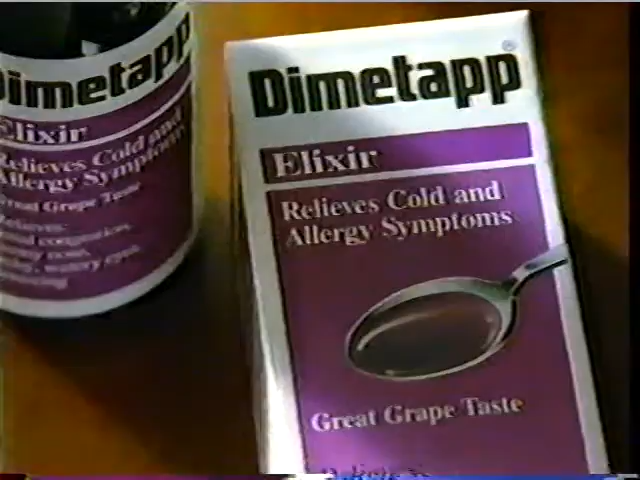 Dimetapp
Elixir
Relieves Cold and
Allergy Symptoms
Great Grape Taste
Dimetapp®
Elixir
Relieves Cold and
Allergy Symptoms
Great Grape Taste